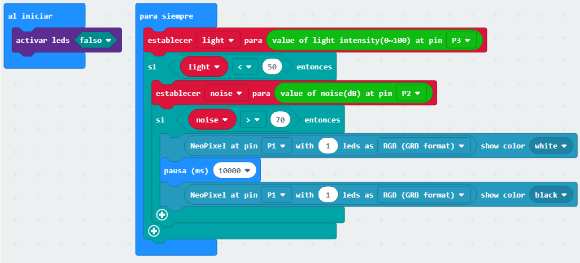 al iniciar
activar leds falso
para siempre
establecer light para value of light intensity(0~100) at pin P3
si light < 50 entonces
establecer noise para value of noise(dB) at pin P2
si noise > 70 entonces
NeoPixel at pin P1 with 1 leds as RGB (GRB format) show color white
pausa (ms) 10000
NeoPixel at pin P1 with 1 leds as RGB (GRB format) show color black